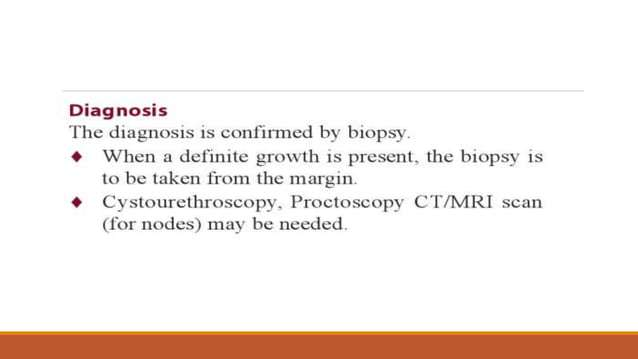 Diagnosis
The diagnosis is confirmed by biopsy.
When a definite growth is present, the biopsy is
to be taken from the margin.
Cystourethroscopy, Proctoscopy CT/MRI scan
(for nodes) may be needed.